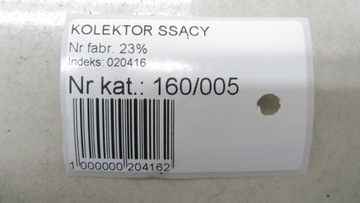 KOLEKTOR SSĄCY
Nr fabr. 23%
Indeks: 020416
Nr kat.: 160/005
1 000000 204162